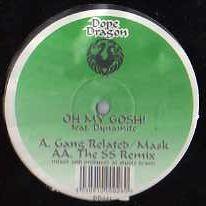 Dope
Dragon
OH MY GOSH!
feat. Dynamite
A. Gang Related/Mask
AA. The SS Remix